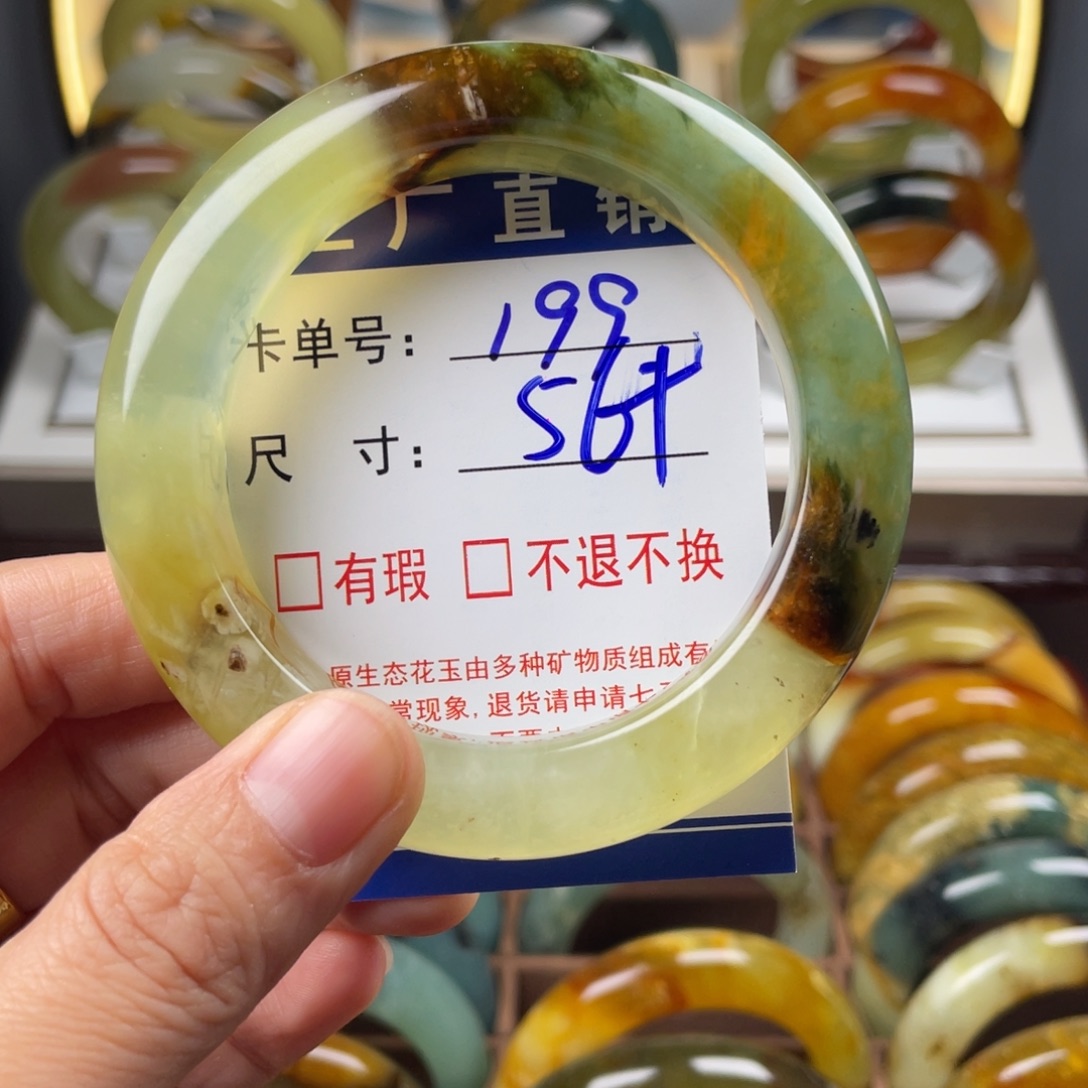 厂直销
卡单号：199
尺 寸：56+
□有瑕 □不退不换
原生态花玉由多种矿物质组成有
常现象，退货请申请七